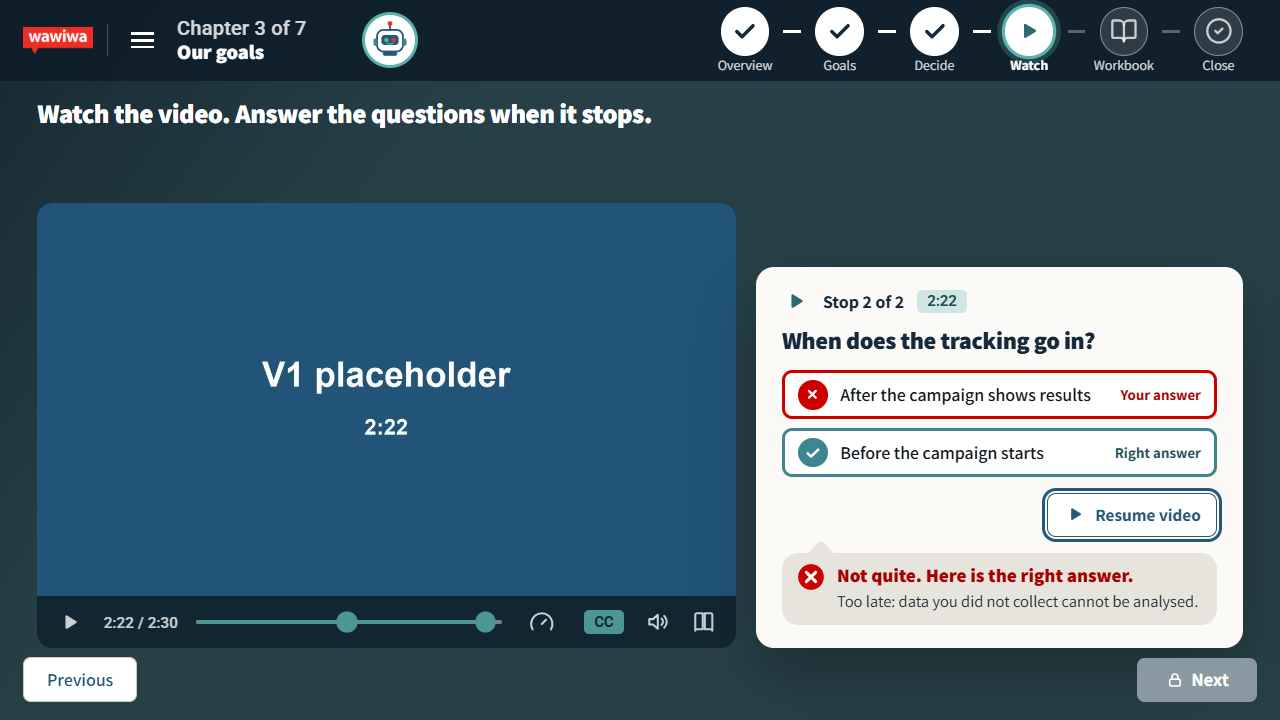 wawiwa
Chapter 3 of 7
Our goals
Overview
Goals
Decide
Watch
Workbook
Close
Watch the video. Answer the questions when it stops.
V1 placeholder
2:22
2:22 / 2:30
CC
Stop 2 of 2
2:22
When does the tracking go in?
After the campaign shows results
Your answer
Before the campaign starts
Right answer
Resume video
Not quite. Here is the right answer.
Too late: data you did not collect cannot be analysed.
Previous
Next